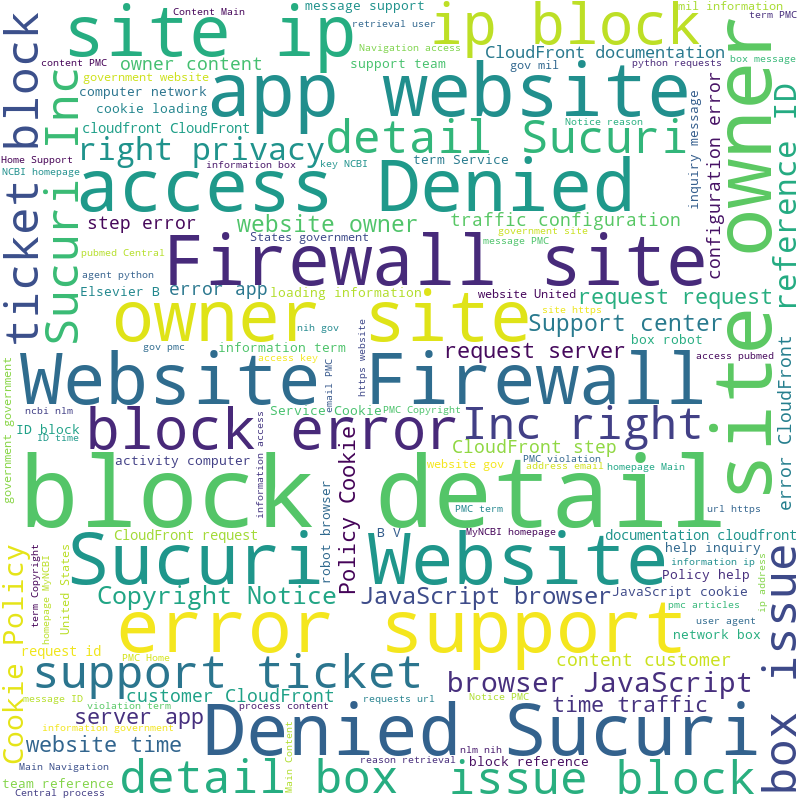 Content Main
message support
mil information
term PMC
site ip
ip block
retrieval user
Navigation access
CloudFront documentation
content PMC
owner content
support team
gov mil
python requests
box message
government website
app website
computer network
cookie loading
ticket block
Sucuri Inc
cloudfront CloudFront
detail Sucuri
Notice reason
configuration error
site owner
reference ID
right privacy
Home Support
information box
key NCBI
term Service
inquiry message
NCBI homepage
access Denied
step error
website owner
traffic configuration
States government
government site
message PMC
pubmed Central
Firewall site
agent python
Elsevier B
error app
loading information
website United
request request
site https
owner site
nih gov
Support center
gov pmc
information term
access key
request server
box robot
access pubmed
https website
email PMC
Website Firewall
government government
error CloudFront
ncbi nlm
Service Cookie
PMC Copyright
block error
Inc right
ID block
ID time
information access
CloudFront step
activity computer
website gov
PMC violation
address email
homepage Main
Policy Cookie
robot browser
block detail
PMC term
url https
CloudFront request
B V
MyNCBI homepage
documentation cloudfront
Sucuri Website
help inquiry
information ip
Policy help
ip address
Cookie Policy
term Copyright
homepage MyNCBI
United States
Copyright Notice
JavaScript browser
JavaScript cookie
pmc articles
box issue
error support
user agent
network box
request id
PMC Home
support ticket
content customer
browser JavaScript
message ID
customer CloudFront
requests url
Notice PMC
time traffic
violation term
process content
server app
Denied Sucuri
information government
website time
Main Content
nlm nih
reason retrieval
block reference
Main Navigation
team reference
detail box
issue block
Central process